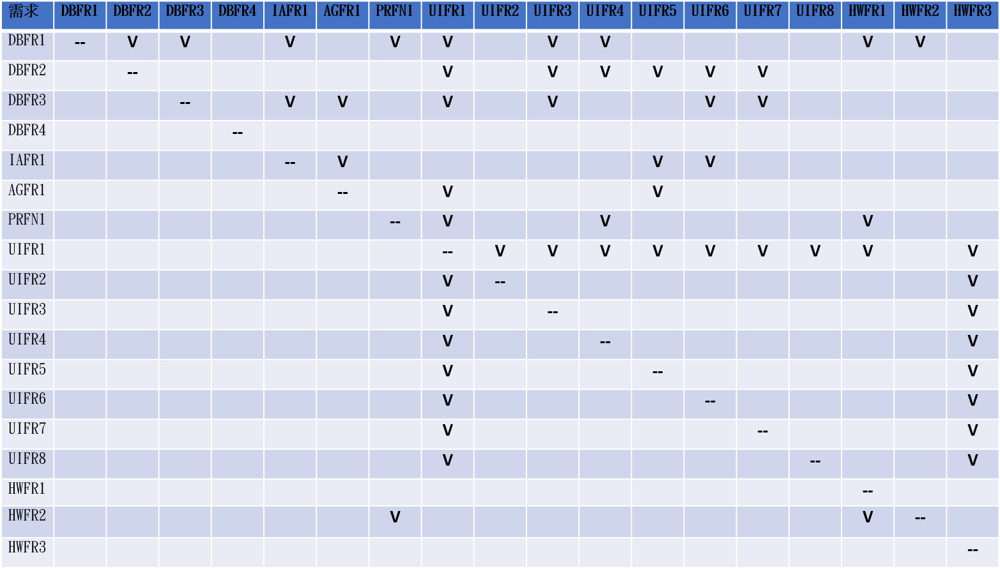 需求 DBFR1 DBFR2 DBFR3 DBFR4 IAFR1 AGFR1 PRFN1 UIFR1 UIFR2 UIFR3 UIFR4 UIFR5 UIFR6 UIFR7 UIFR8 HWFR1 HWFR2 HWFR3
DBFR1 -- V V V V V V V V V
DBFR2 -- V V V V V V
DBFR3 -- V V V V V V
DBFR4 --
IAFR1 -- V V V
AGFR1 -- V V
PRFN1 -- V V V
UIFR1 -- V V V V V V V V V
UIFR2 V -- V
UIFR3 V -- V
UIFR4 V -- V
UIFR5 V -- V
UIFR6 V -- V
UIFR7 V -- V
UIFR8 V -- V
HWFR1 --
HWFR2 V V --
HWFR3 --